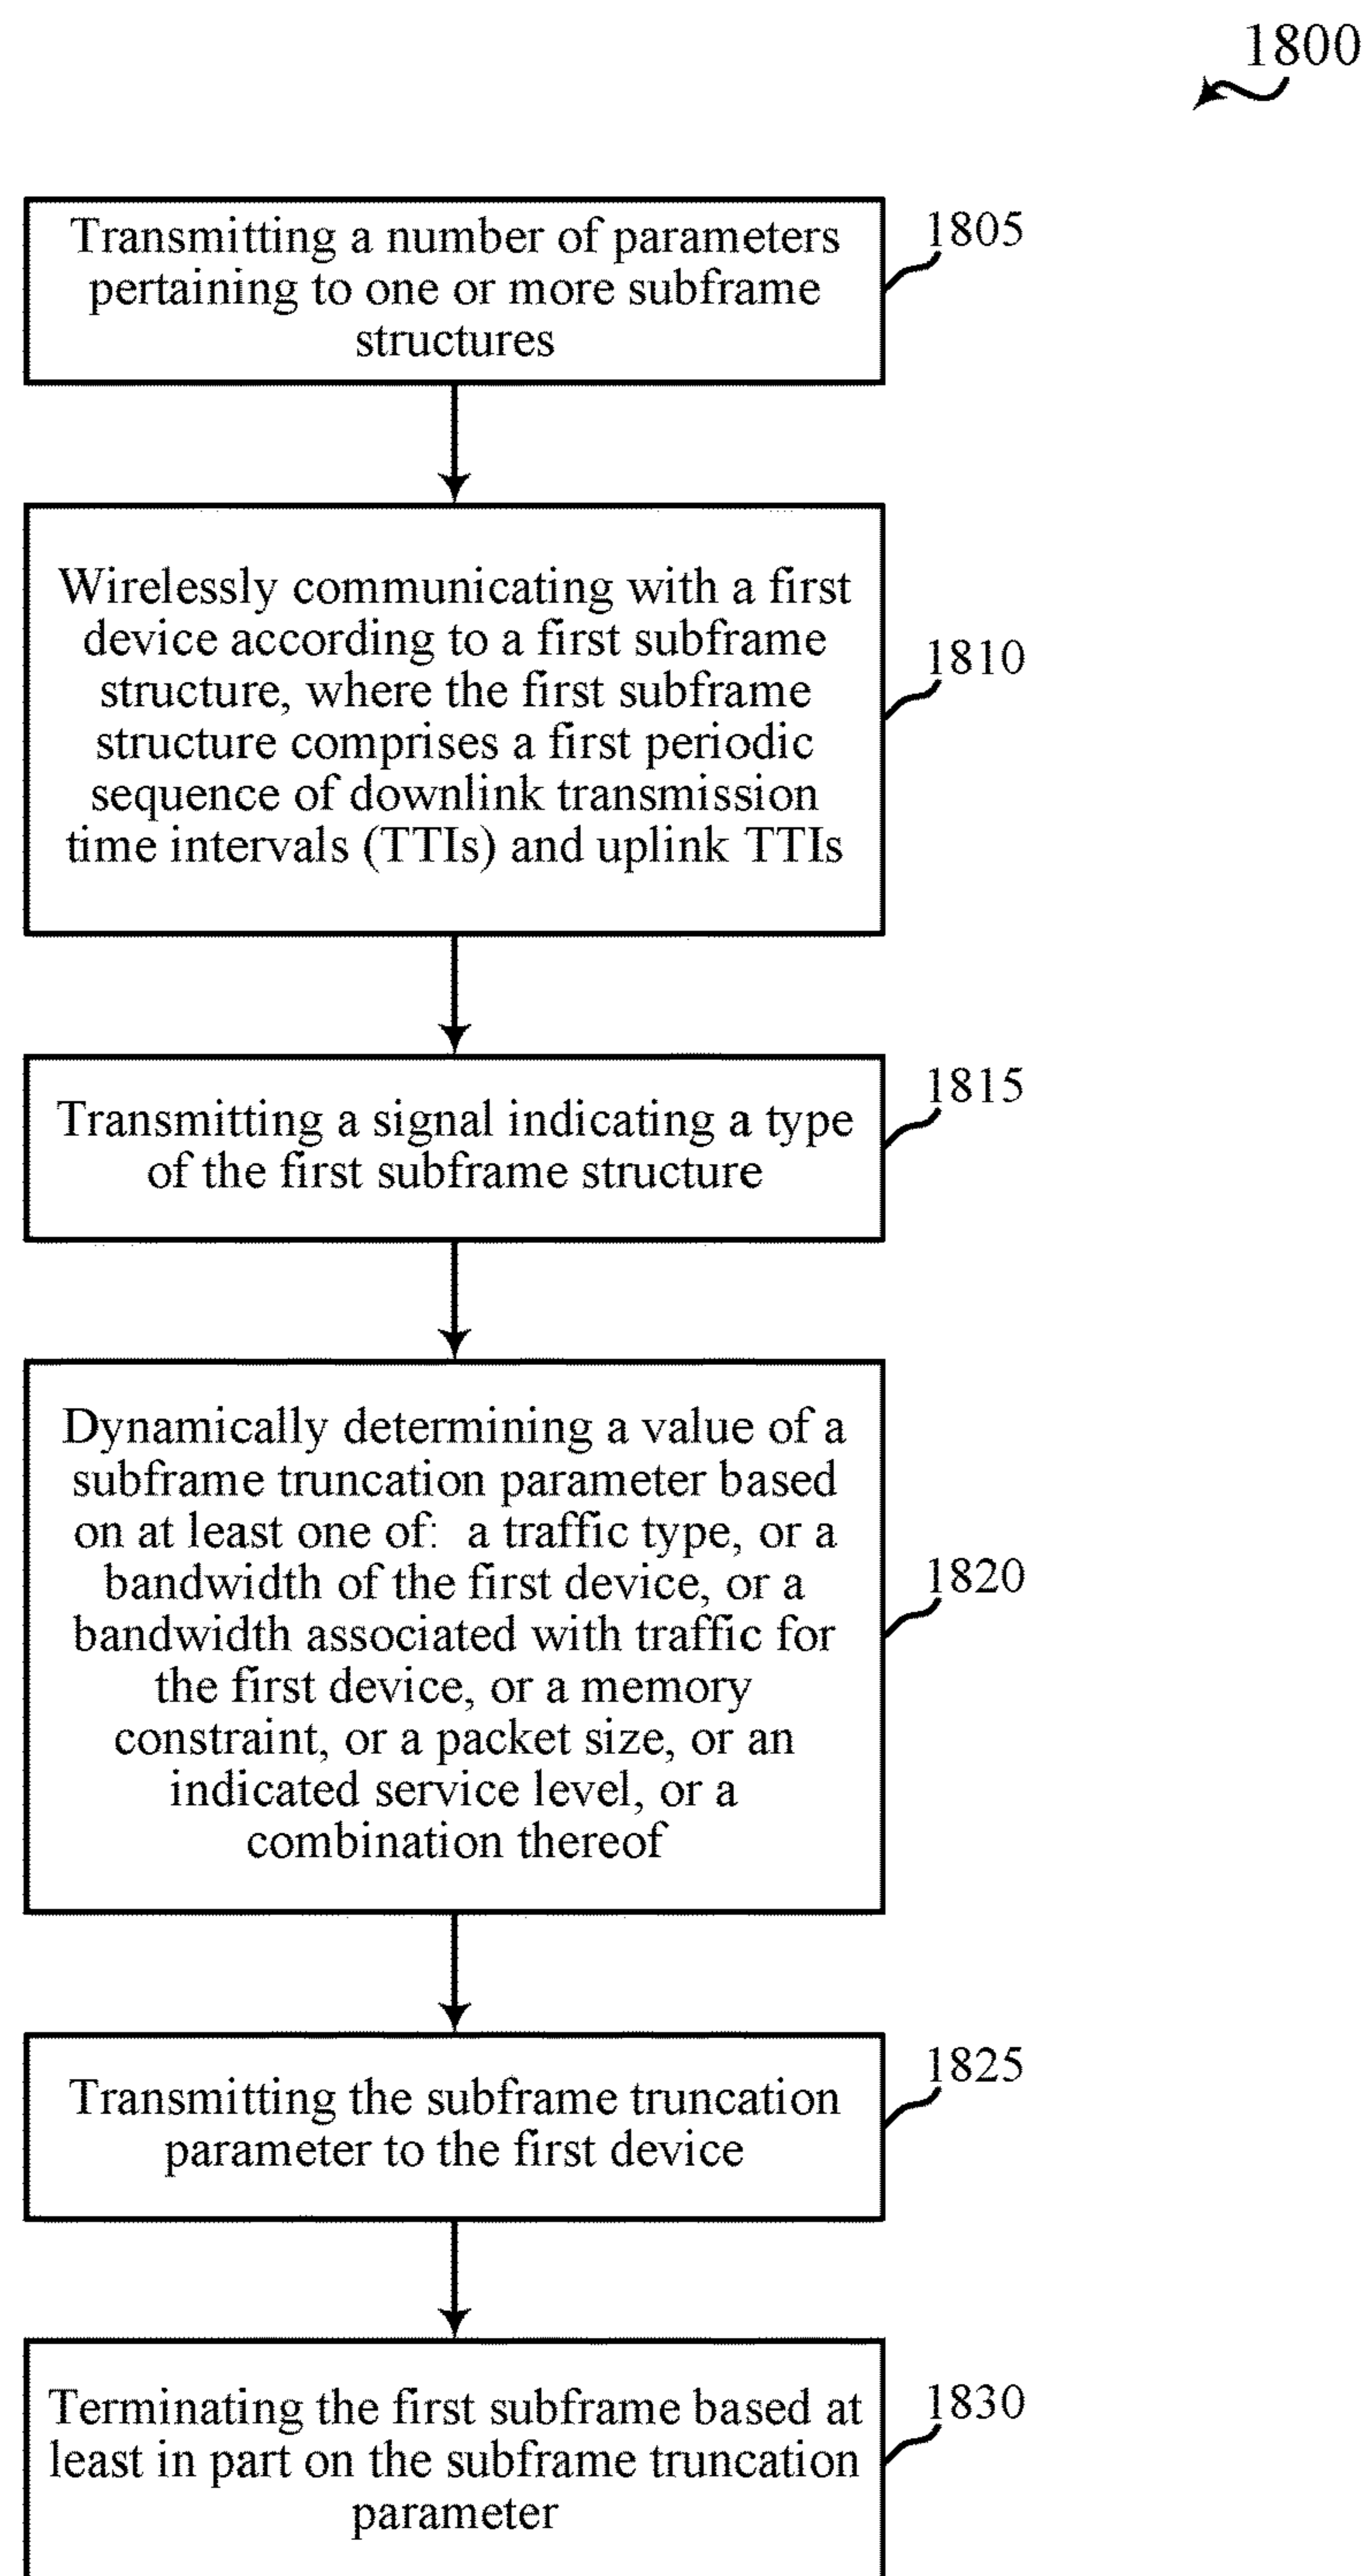 1800
Transmitting a number of parameters
pertaining to one or more subframe
structures
1805
Wirelessly communicating with a first
device according to a first subframe
structure, where the first subframe
structure comprises a first periodic
sequence of downlink transmission
time intervals (TTIs) and uplink TTIs
1810
Transmitting a signal indicating a type
of the first subframe structure
1815
Dynamically determining a value of a
subframe truncation parameter based
on at least one of:  a traffic type, or a
bandwidth of the first device, or a
bandwidth associated with traffic for
the first device, or a memory
constraint, or a packet size, or an
indicated service level, or a
combination thereof
1820
Transmitting the subframe truncation
parameter to the first device
1825
Terminating the first subframe based at
least in part on the subframe truncation
parameter
1830